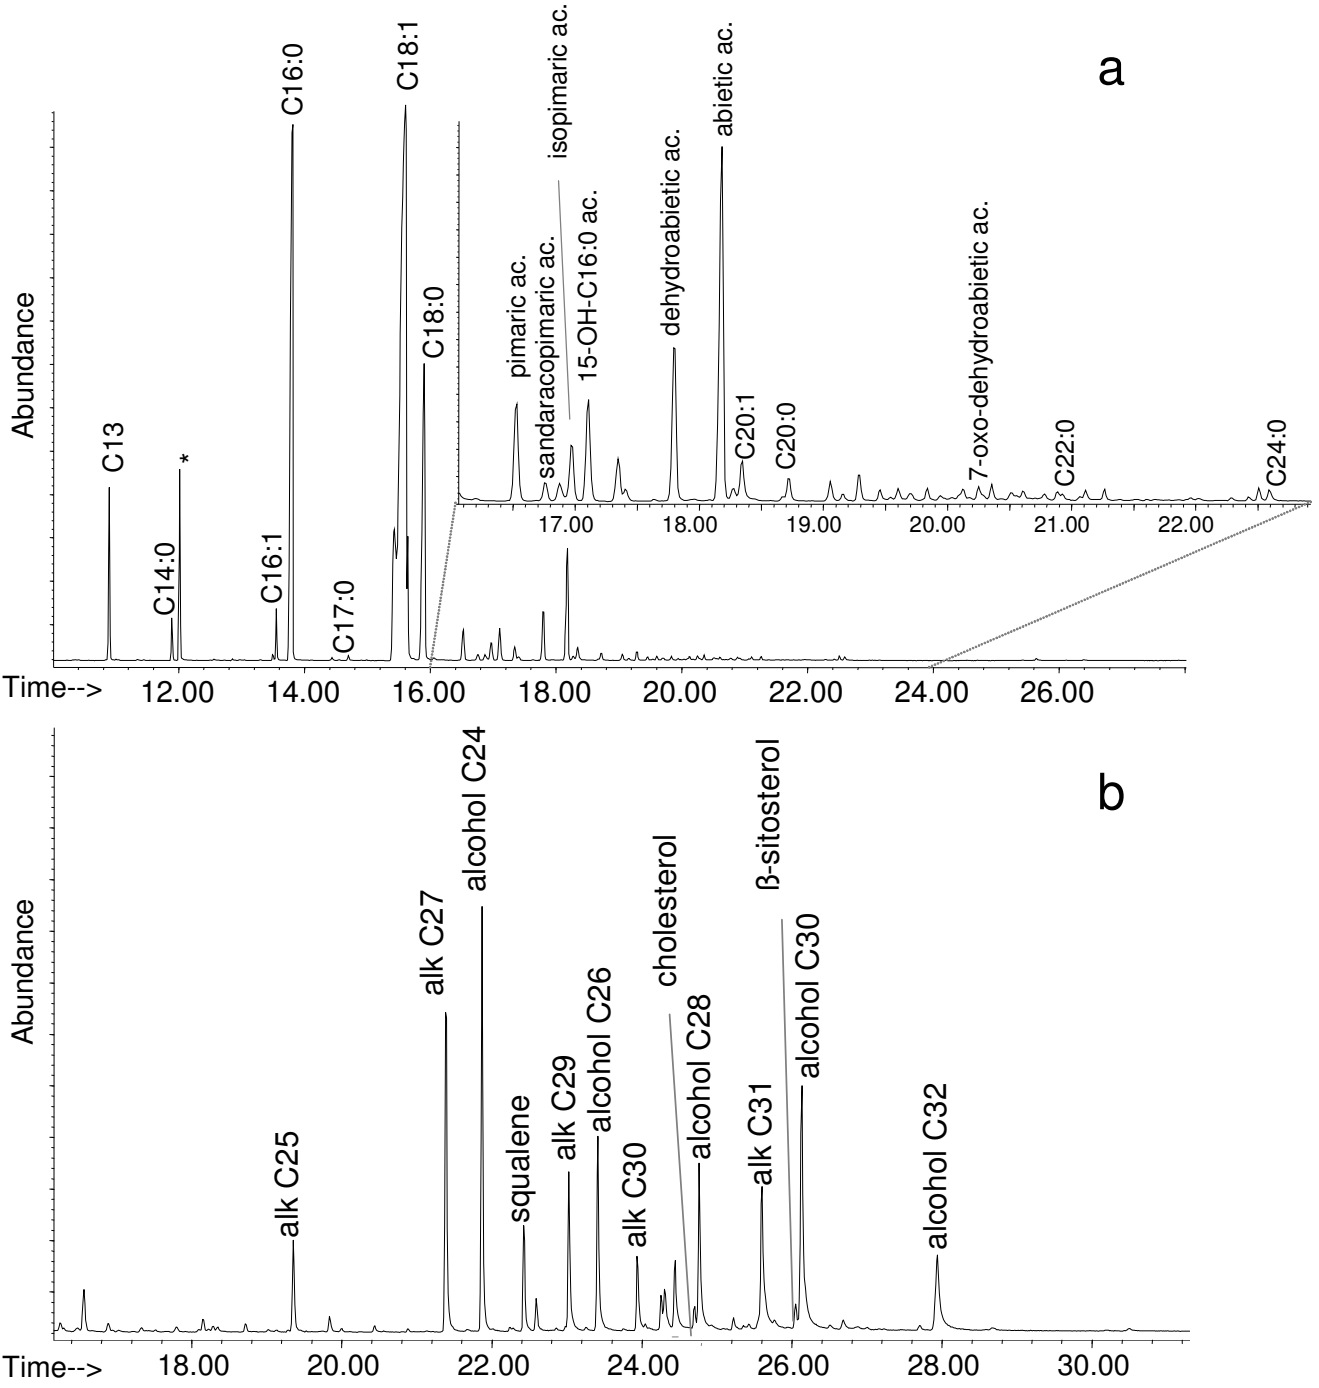 a
Abundance
C13
C14:0
*
C16:1
C16:0
C17:0
C18:1
C18:0
pimaric ac.
sandaracopimaric ac.
isopimaric ac.
15-OH-C16:0 ac.
dehydroabietic ac.
abietic ac.
C20:1
C20:0
7-oxo-dehydroabietic ac.
C22:0
C24:0
17.00 18.00 19.00 20.00 21.00 22.00
Time--> 12.00 14.00 16.00 18.00 20.00 22.00 24.00 26.00
b
Abundance
alk C25
alk C27
alcohol C24
squalene
alk C29
alcohol C26
alk C30
cholesterol
alcohol C28
alk C31
ß-sitosterol
alcohol C30
alcohol C32
Time--> 18.00 20.00 22.00 24.00 26.00 28.00 30.00